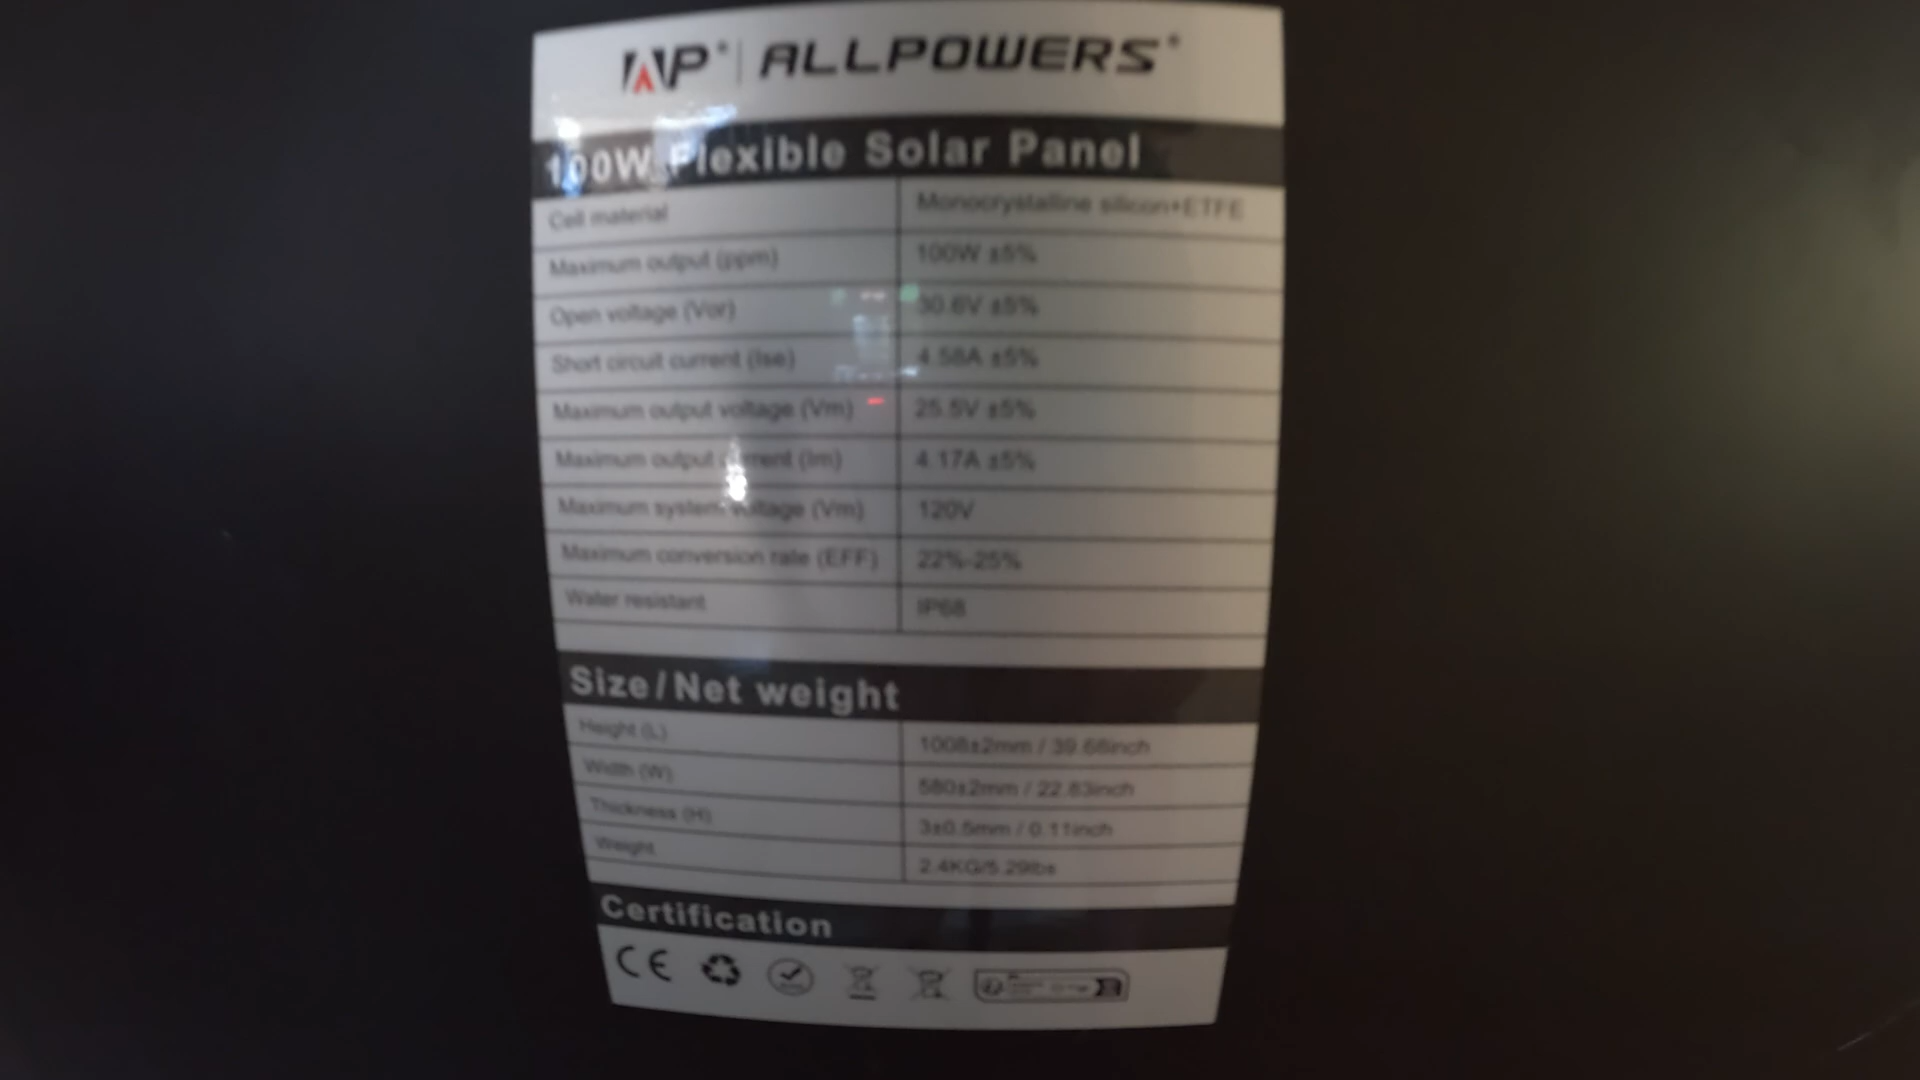 AP® | ALLPOWERS®
100W Flexible Solar Panel
Cell material Monocrystalline silicon+ETFE
Maximum output (ppm) 100W ±5%
Open voltage (Vor) 30.6V ±5%
Short circuit current (Ise) 4.58A ±5%
Maximum output voltage (Vm) 25.5V ±5%
Maximum output current (Im) 4.17A ±5%
Maximum system voltage (Vm) 120V
Maximum conversion rate (EFF) 22%-25%
Water resistant IP68
Size/Net weight
Height (L) 1008±2mm / 39.68inch
Width (W) 580±2mm / 22.83inch
Thickness (H) 3±0.5mm / 0.11inch
Weight 2.4KG/5.29lbs
Certification
CE